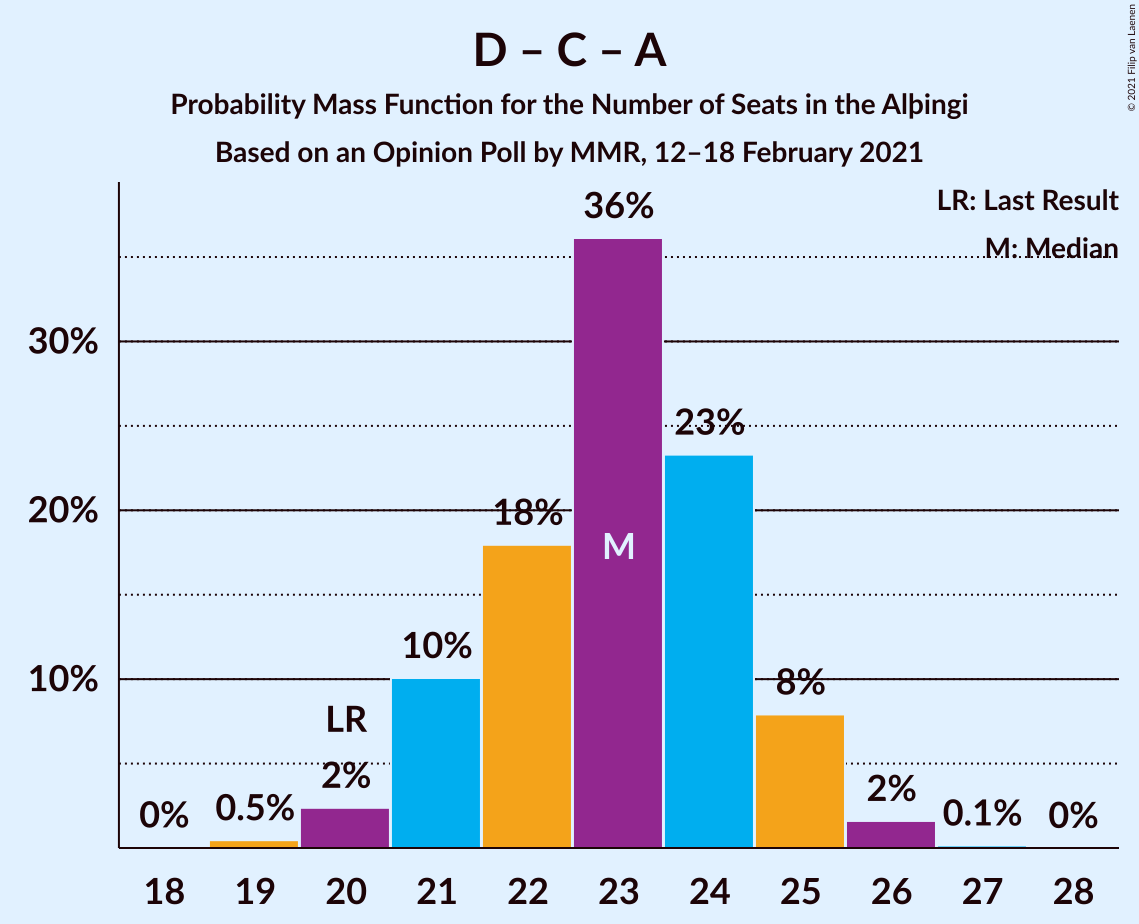 D – C – A
Probability Mass Function for the Number of Seats in the Alþingi
Based on an Opinion Poll by MMR, 12–18 February 2021
© 2021 Filip van Laenen
LR: Last Result
M: Median
36%
30%
23%
20%
18%
M
10%
10%
8%
LR
2%
2%
0%
0.5%
0.1%
0%
18 19 20 21 22 23 24 25 26 27 28